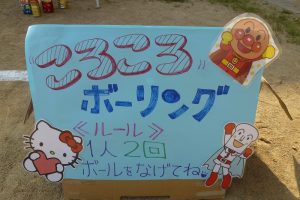 ころころ
ボーリング
《ルール》
1人2回
ボールをなげてね。